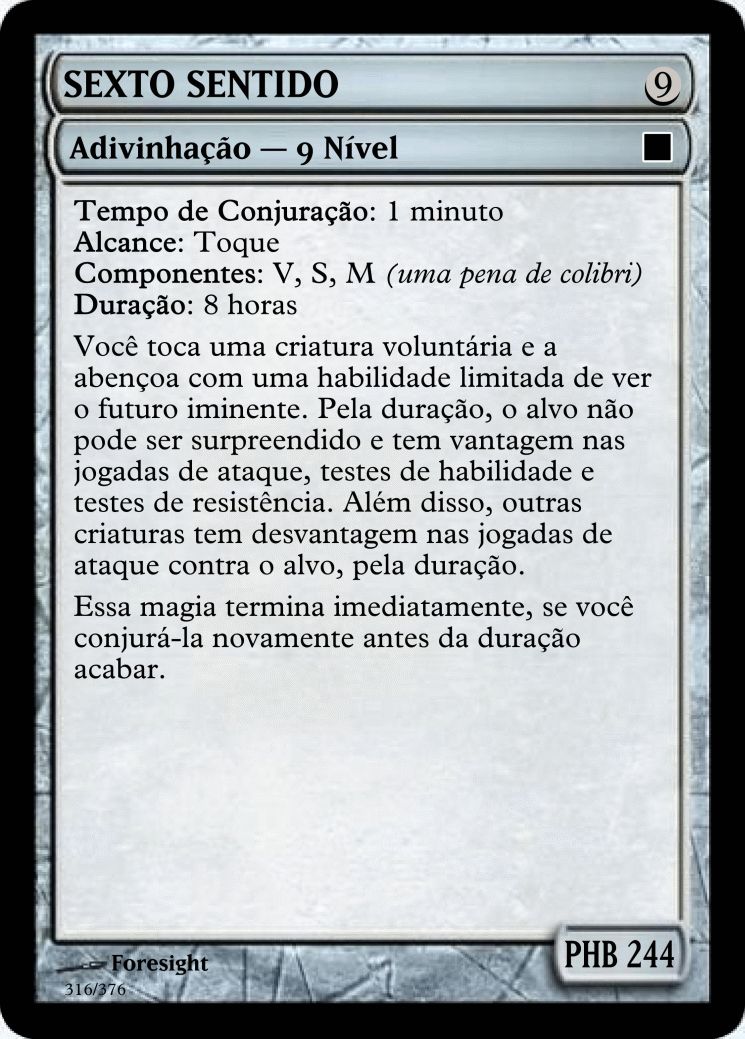 SEXTO SENTIDO
9
Adivinhação — 9 Nível
Tempo de Conjuração: 1 minuto
Alcance: Toque
Componentes: V, S, M (uma pena de colibri)
Duração: 8 horas
Você toca uma criatura voluntária e a
abençoa com uma habilidade limitada de ver
o futuro iminente. Pela duração, o alvo não
pode ser surpreendido e tem vantagem nas
jogadas de ataque, testes de habilidade e
testes de resistência. Além disso, outras
criaturas tem desvantagem nas jogadas de
ataque contra o alvo, pela duração.
Essa magia termina imediatamente, se você
conjurá-la novamente antes da duração
acabar.
PHB 244
Foresight
316/376